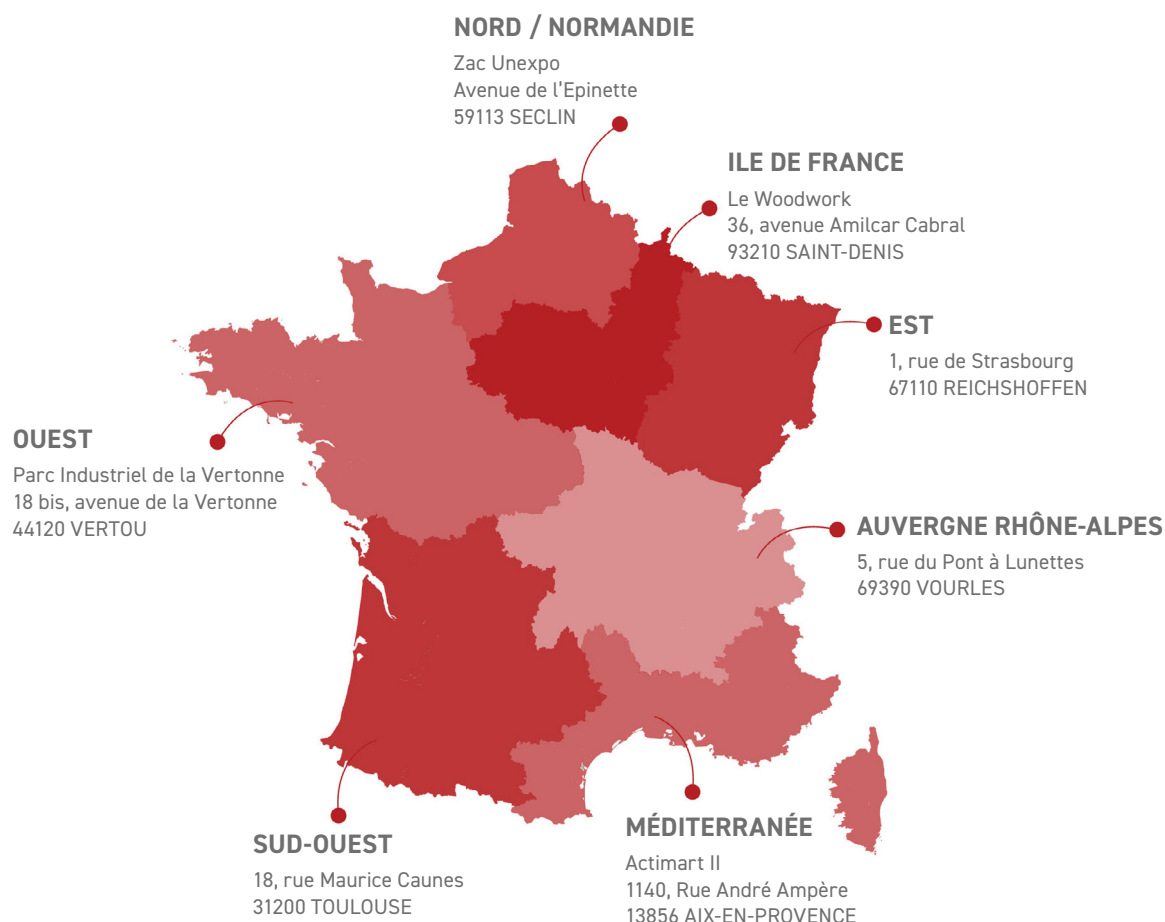 NORD / NORMANDIE
Zac Unexpo
Avenue de l'Epinette
59113 SECLIN
ILE DE FRANCE
Le Woodwork
36, avenue Amilcar Cabral
93210 SAINT-DENIS
EST
1, rue de Strasbourg
67110 REICHSHOFFEN
OUEST
Parc Industriel de la Vertonne
18 bis, avenue de la Vertonne
44120 VERTOU
AUVERGNE RHÔNE-ALPES
5, rue du Pont à Lunettes
69390 VOURLES
SUD-OUEST
18, rue Maurice Caunes
31200 TOULOUSE
MÉDITERRANÉE
Actimart II
1140, Rue André Ampère
13856 AIX-EN-PROVENCE